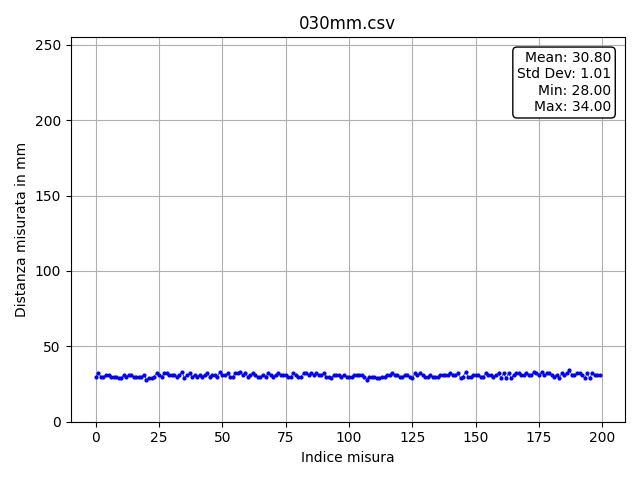 030mm.csv
Mean: 30.80
Std Dev: 1.01
Min: 28.00
Max: 34.00
250
200
150
100
50
0
Distanza misurata in mm
0 25 50 75 100 125 150 175 200
Indice misura